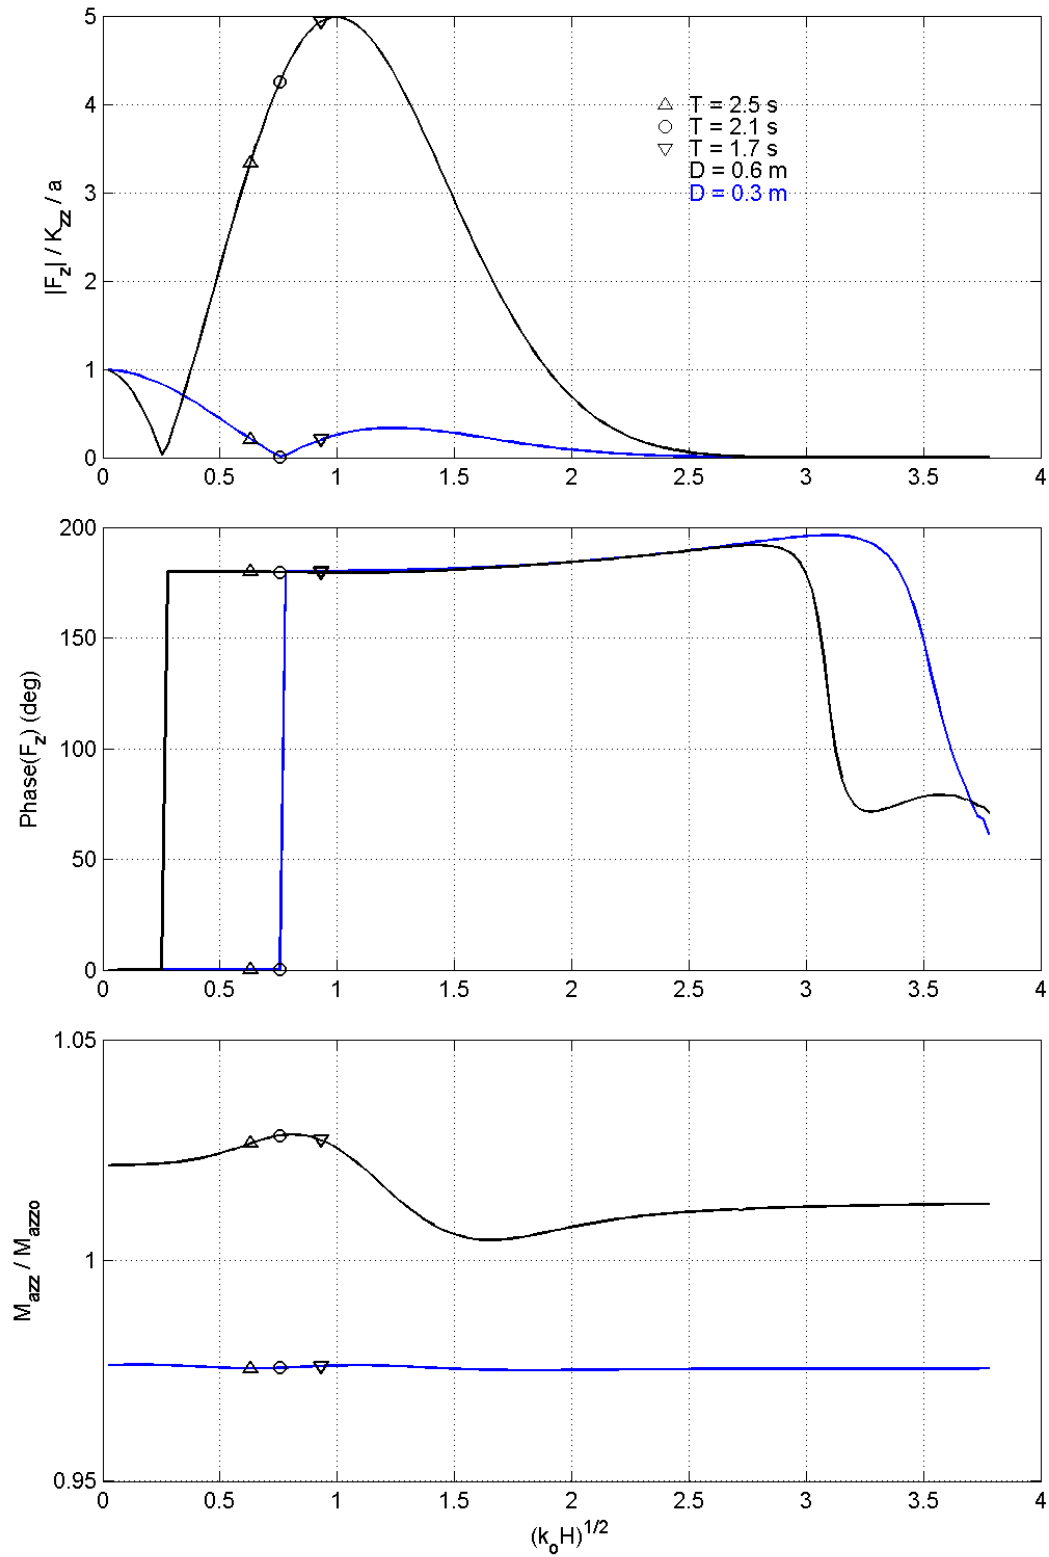 5
4
3
2
1
0
|F_z| / K_zz / a
T = 2.5 s
T = 2.1 s
T = 1.7 s
D = 0.6 m
D = 0.3 m
0 0.5 1 1.5 2 2.5 3 3.5 4
200
150
100
50
0
Phase(F_z) (deg)
0 0.5 1 1.5 2 2.5 3 3.5 4
1.05
1
0.95
M_azz / M_azzo
0 0.5 1 1.5 2 2.5 3 3.5 4
(k_oH)^1/2